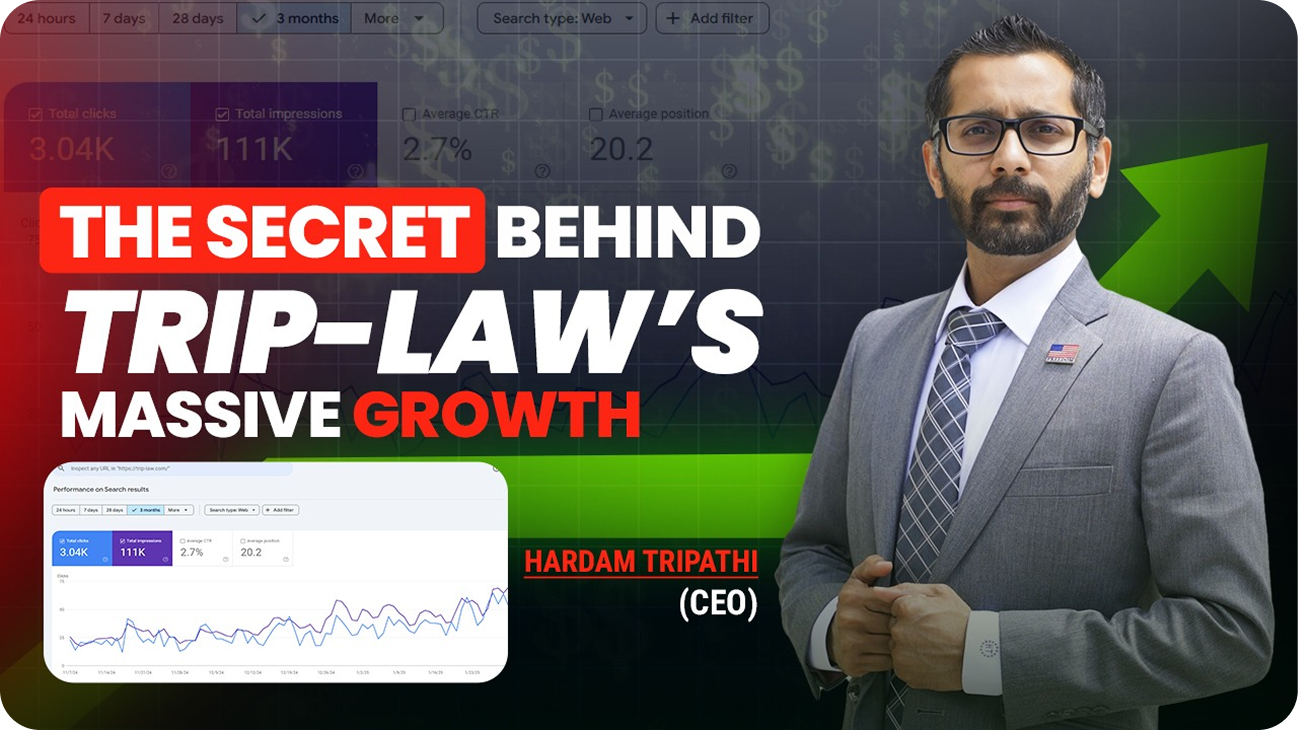 24 hours 7 days 28 days 3 months More Search type: Web + Add filter
Total clicks Total impressions Average CTR Average position
3.04K 111K 2.7% 20.2
THE SECRET BEHIND
TRIP-LAW'S
MASSIVE GROWTH
Inspect any URL in "https://trip-law.com/"
Performance on Search results
24 hours 7 days 28 days 3 months More Search type: Web + Add filter
Total clicks Total impressions Average CTR Average position
3.04K 111K 2.7% 20.2
Clicks
75
HARDAM TRIPATHI
(CEO)